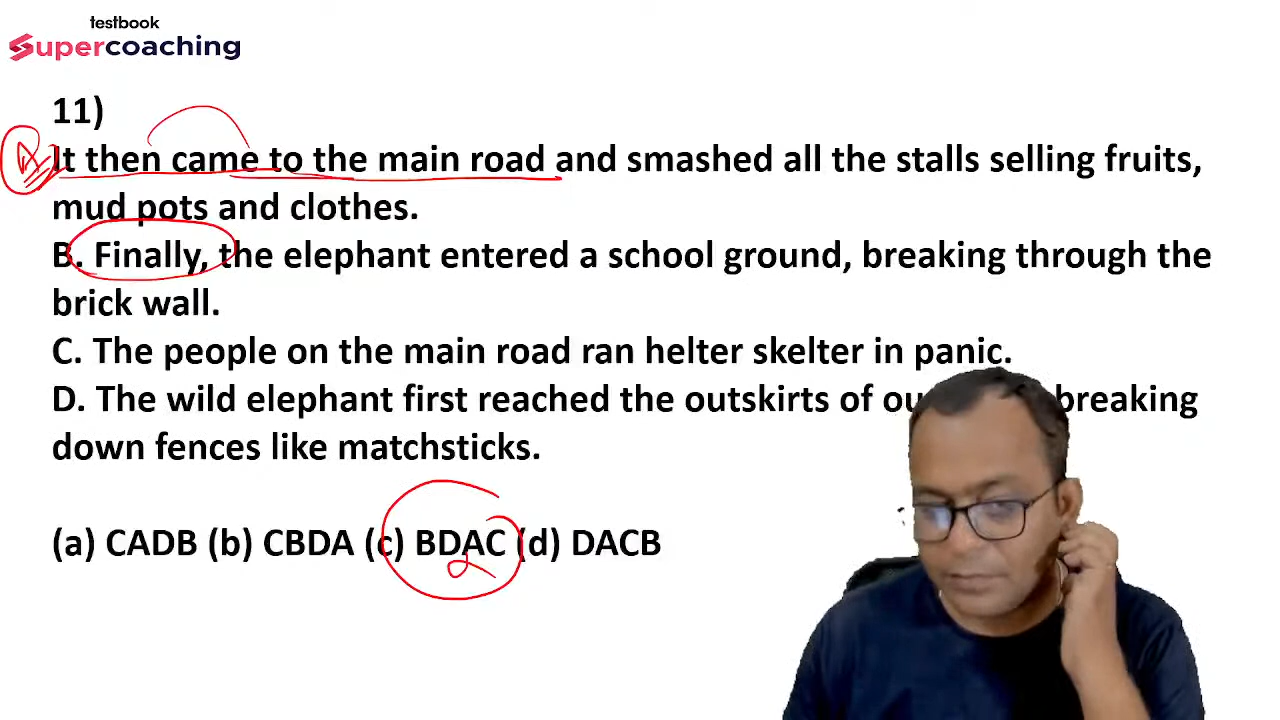 testbook
Supercoaching
11)
A. It then came to the main road and smashed all the stalls selling fruits,
mud pots and clothes.
B. Finally, the elephant entered a school ground, breaking through the
brick wall.
C. The people on the main road ran helter skelter in panic.
D. The wild elephant first reached the outskirts of breaking
down fences like matchsticks.
(a) CADB (b) CBDA (c) BDAC (d) DACB